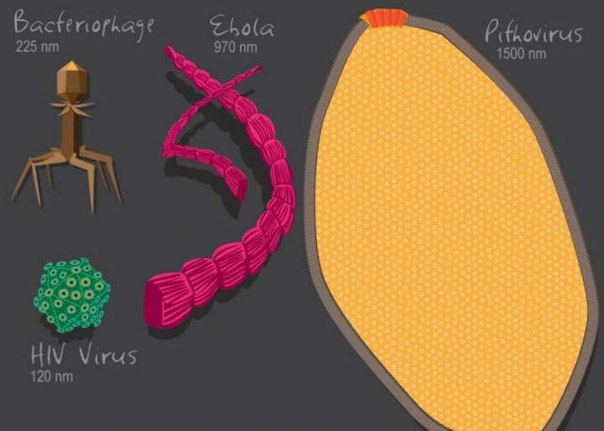 Bacteriophage
225 nm
Ebola
970 nm
Pithovirus
1500 nm
HIV Virus
120 nm